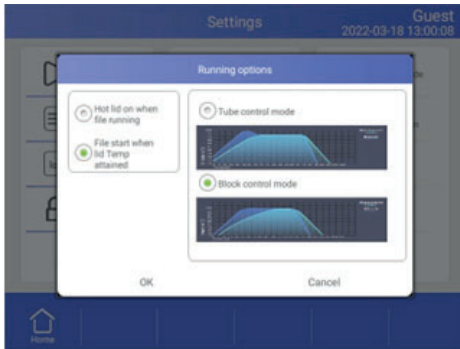 Settings
Guest
2022-03-18 13:00:08
Running options
Hot lid on when
file running
File start when
lid Temp
attained
Tube control mode
Block control mode
OK
Cancel
Home